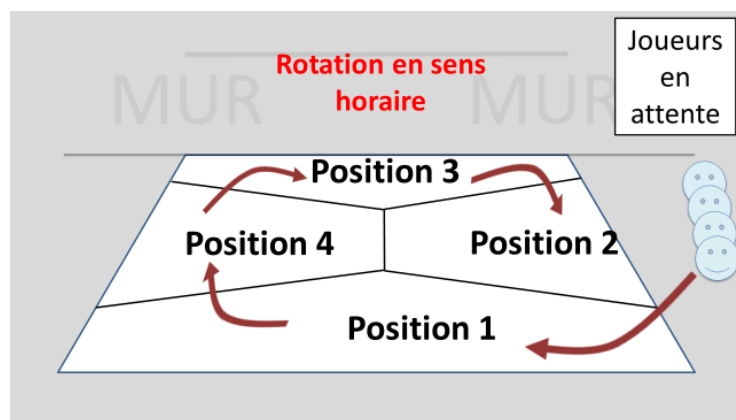 Rotation en sens
horaire
MUR
MUR
Joueurs
en
attente
Position 3
Position 4
Position 2
Position 1